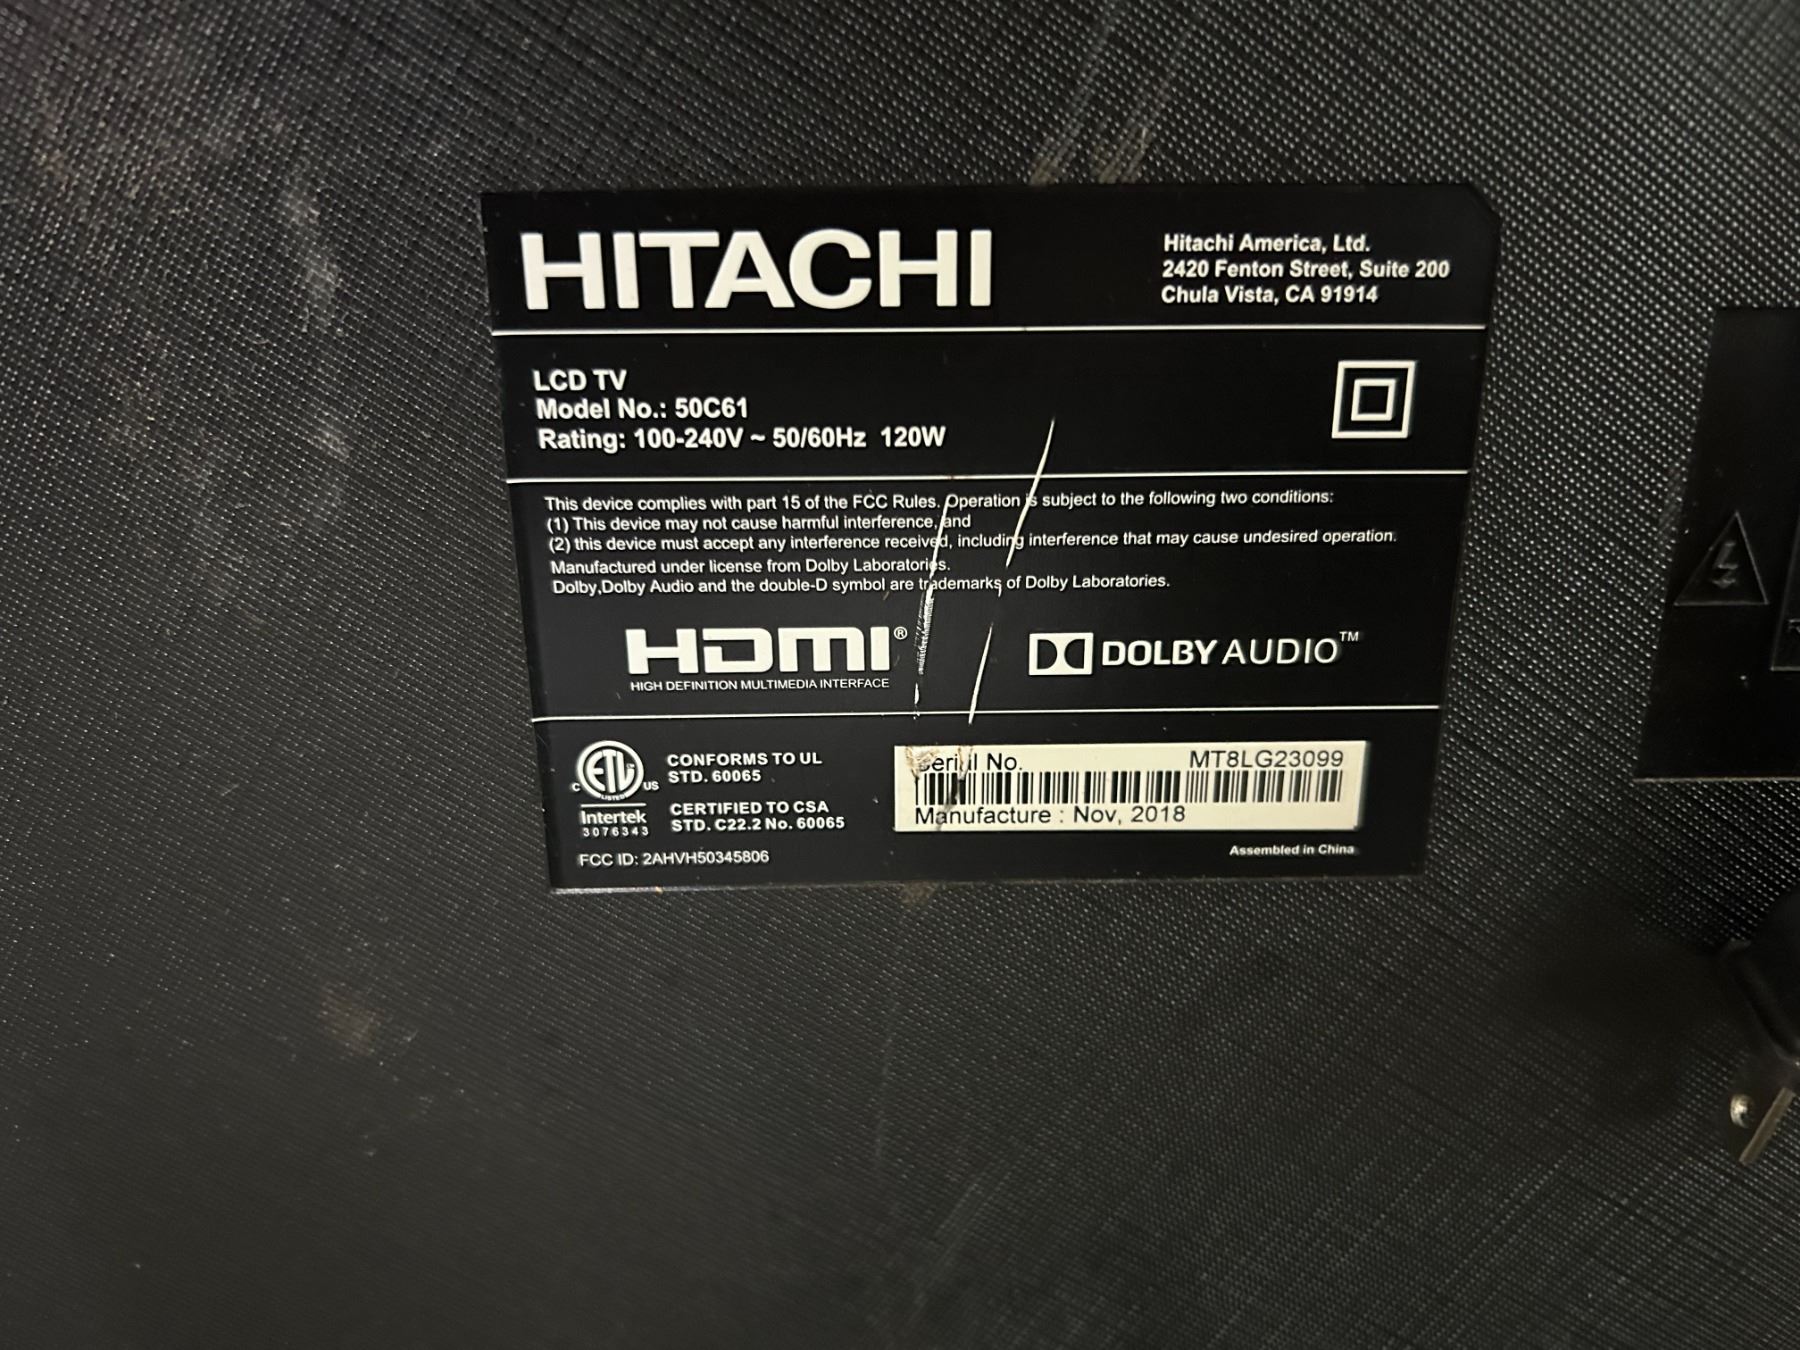 HITACHI
Hitachi America, Ltd.
2420 Fenton Street, Suite 200
Chula Vista, CA 91914
LCD TV
Model No.: 50C61
Rating: 100-240V ~ 50/60Hz 120W
This device complies with part 15 of the FCC Rules. Operation is subject to the following two conditions:
(1) This device may not cause harmful interference, and
(2) this device must accept any interference received, including interference that may cause undesired operation.
Manufactured under license from Dolby Laboratories.
Dolby,Dolby Audio and the double-D symbol are trademarks of Dolby Laboratories.
HDMI®
HIGH DEFINITION MULTIMEDIA INTERFACE
DOLBY AUDIO™
C ETL US
LISTED
Intertek
3076343
CONFORMS TO UL
STD. 60065
CERTIFIED TO CSA
STD. C22.2 No. 60065
FCC ID: 2AHVH50345806
Serial No. MT8LG23099
Manufacture : Nov, 2018
Assembled in China